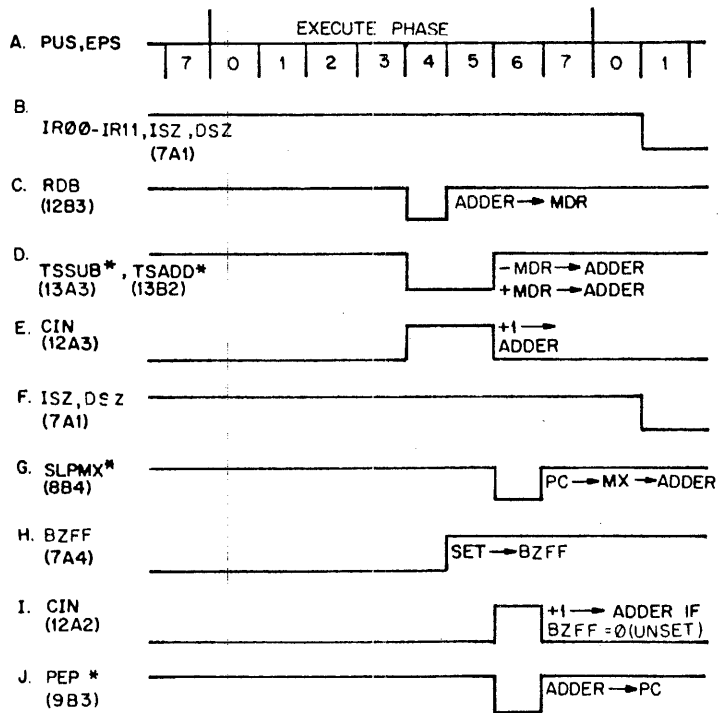 EXECUTE PHASE
A. PUS,EPS
7 0 1 2 3 4 5 6 7 0 1
B.
IRØØ-IR11,ISZ,DSZ
(7A1)
C. RDB
(12B3)
ADDER→MDR
D.
TSSUB*, TSADD*
(13A3) (13B2)
-MDR→ADDER
+MDR→ADDER
E. CIN
(12A3)
+1→
ADDER
F. ISZ,DSZ
(7A1)
G. SLPMX*
(8B4)
PC→MX→ADDER
H. BZFF
(7A4)
SET→BZFF
I. CIN
(12A2)
+1→ ADDER IF
BZFF=Ø(UNSET)
J. PEP *
(9B3)
ADDER→PC